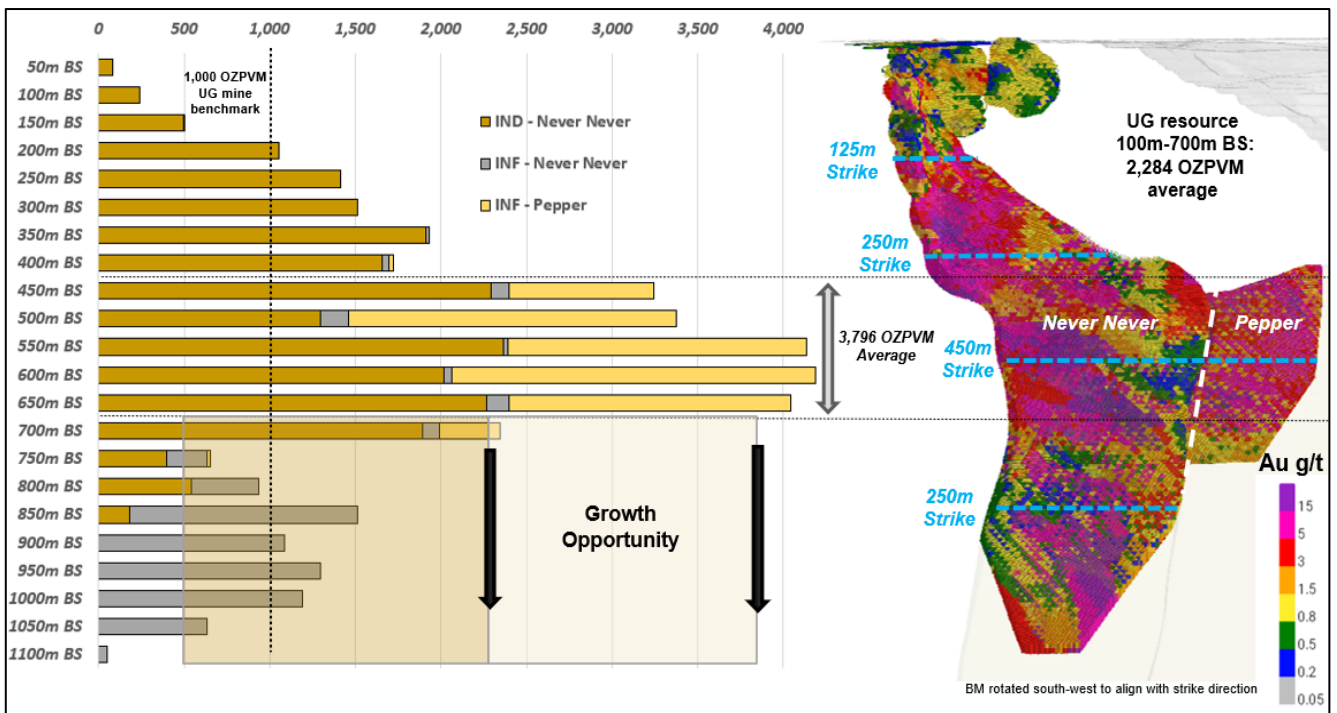 0 500 1,000 1,500 2,000 2,500 3,000 3,500 4,000
50m BS
100m BS
150m BS
200m BS
250m BS
300m BS
350m BS
400m BS
450m BS
500m BS
550m BS
600m BS
650m BS
700m BS
750m BS
800m BS
850m BS
900m BS
950m BS
1000m BS
1050m BS
1100m BS
1,000 OZPVM
UG mine
benchmark
IND - Never Never
INF - Never Never
INF - Pepper
3,796 OZPVM
Average
Growth
Opportunity
UG resource
100m-700m BS:
2,284 OZPVM
average
125m
Strike
250m
Strike
Never Never
Pepper
450m
Strike
250m
Strike
Au g/t
15
5
3
1.5
0.8
0.5
0.2
0.05
BM rotated south-west to align with strike direction